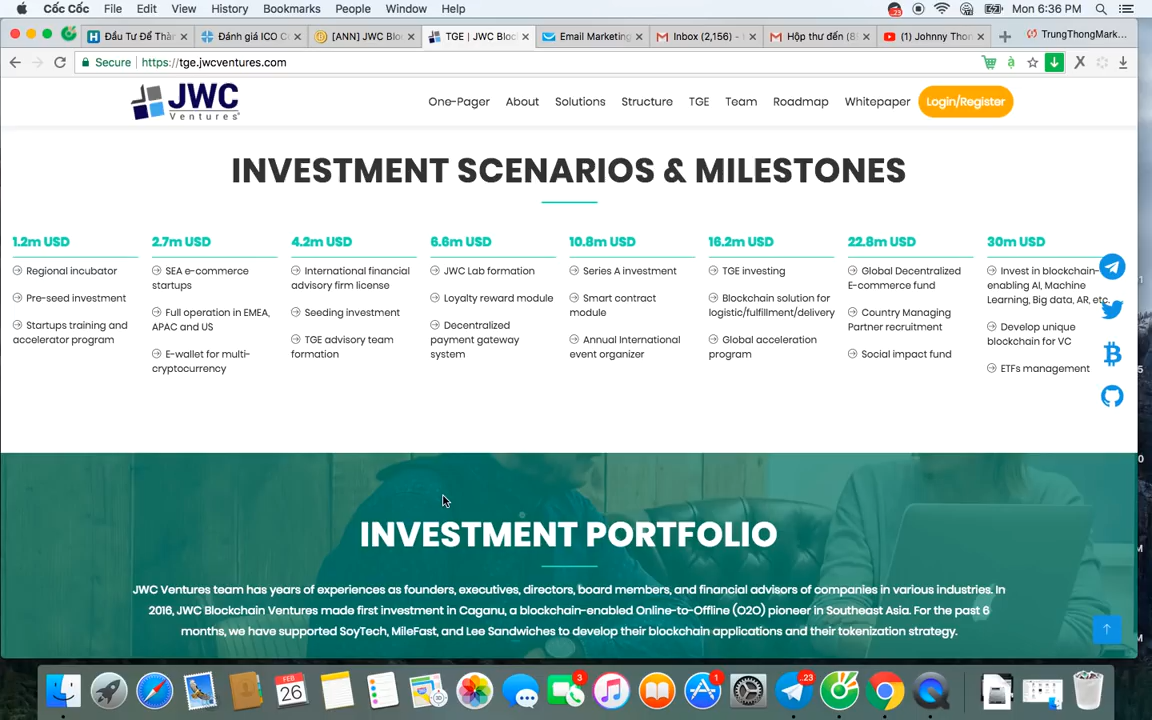 Cốc Cốc File Edit View History Bookmarks People Window Help Mon 6:36 PM
Đầu Tư Để Thàn Đánh giá ICO C [ANN] JWC Blo TGE | JWC Bloc Email Marketing Inbox (2,156) - Hộp thư đến (8 (1) Johnny Thon TrungThongMark...
Secure https://tge.jwcventures.com
JWC
Ventures
One-Pager About Solutions Structure TGE Team Roadmap Whitepaper Login/Register
INVESTMENT SCENARIOS & MILESTONES
1.2m USD
Regional incubator
Pre-seed investment
Startups training and
accelerator program
2.7m USD
SEA e-commerce
startups
Full operation in EMEA,
APAC and US
E-wallet for multi-
cryptocurrency
4.2m USD
International financial
advisory firm license
Seeding investment
TGE advisory team
formation
6.6m USD
JWC Lab formation
Loyalty reward module
Decentralized
payment gateway
system
10.8m USD
Series A investment
Smart contract
module
Annual International
event organizer
16.2m USD
TGE investing
Blockchain solution for
logistic/fulfillment/delivery
Global acceleration
program
22.8m USD
Global Decentralized
E-commerce fund
Country Managing
Partner recruitment
Social impact fund
30m USD
Invest in blockchain-
enabling AI, Machine
Learning, Big data, AR, etc.
Develop unique
blockchain for VC
ETFs management
INVESTMENT PORTFOLIO
JWC Ventures team has years of experiences as founders, executives, directors, board members, and financial advisors of companies in various industries. In
2016, JWC Blockchain Ventures made first investment in Caganu, a blockchain-enabled Online-to-Offline (O2O) pioneer in Southeast Asia. For the past 6
months, we have supported SoyTech, MileFast, and Lee Sandwiches to develop their blockchain applications and their tokenization strategy.
FEB
26
3
1
23